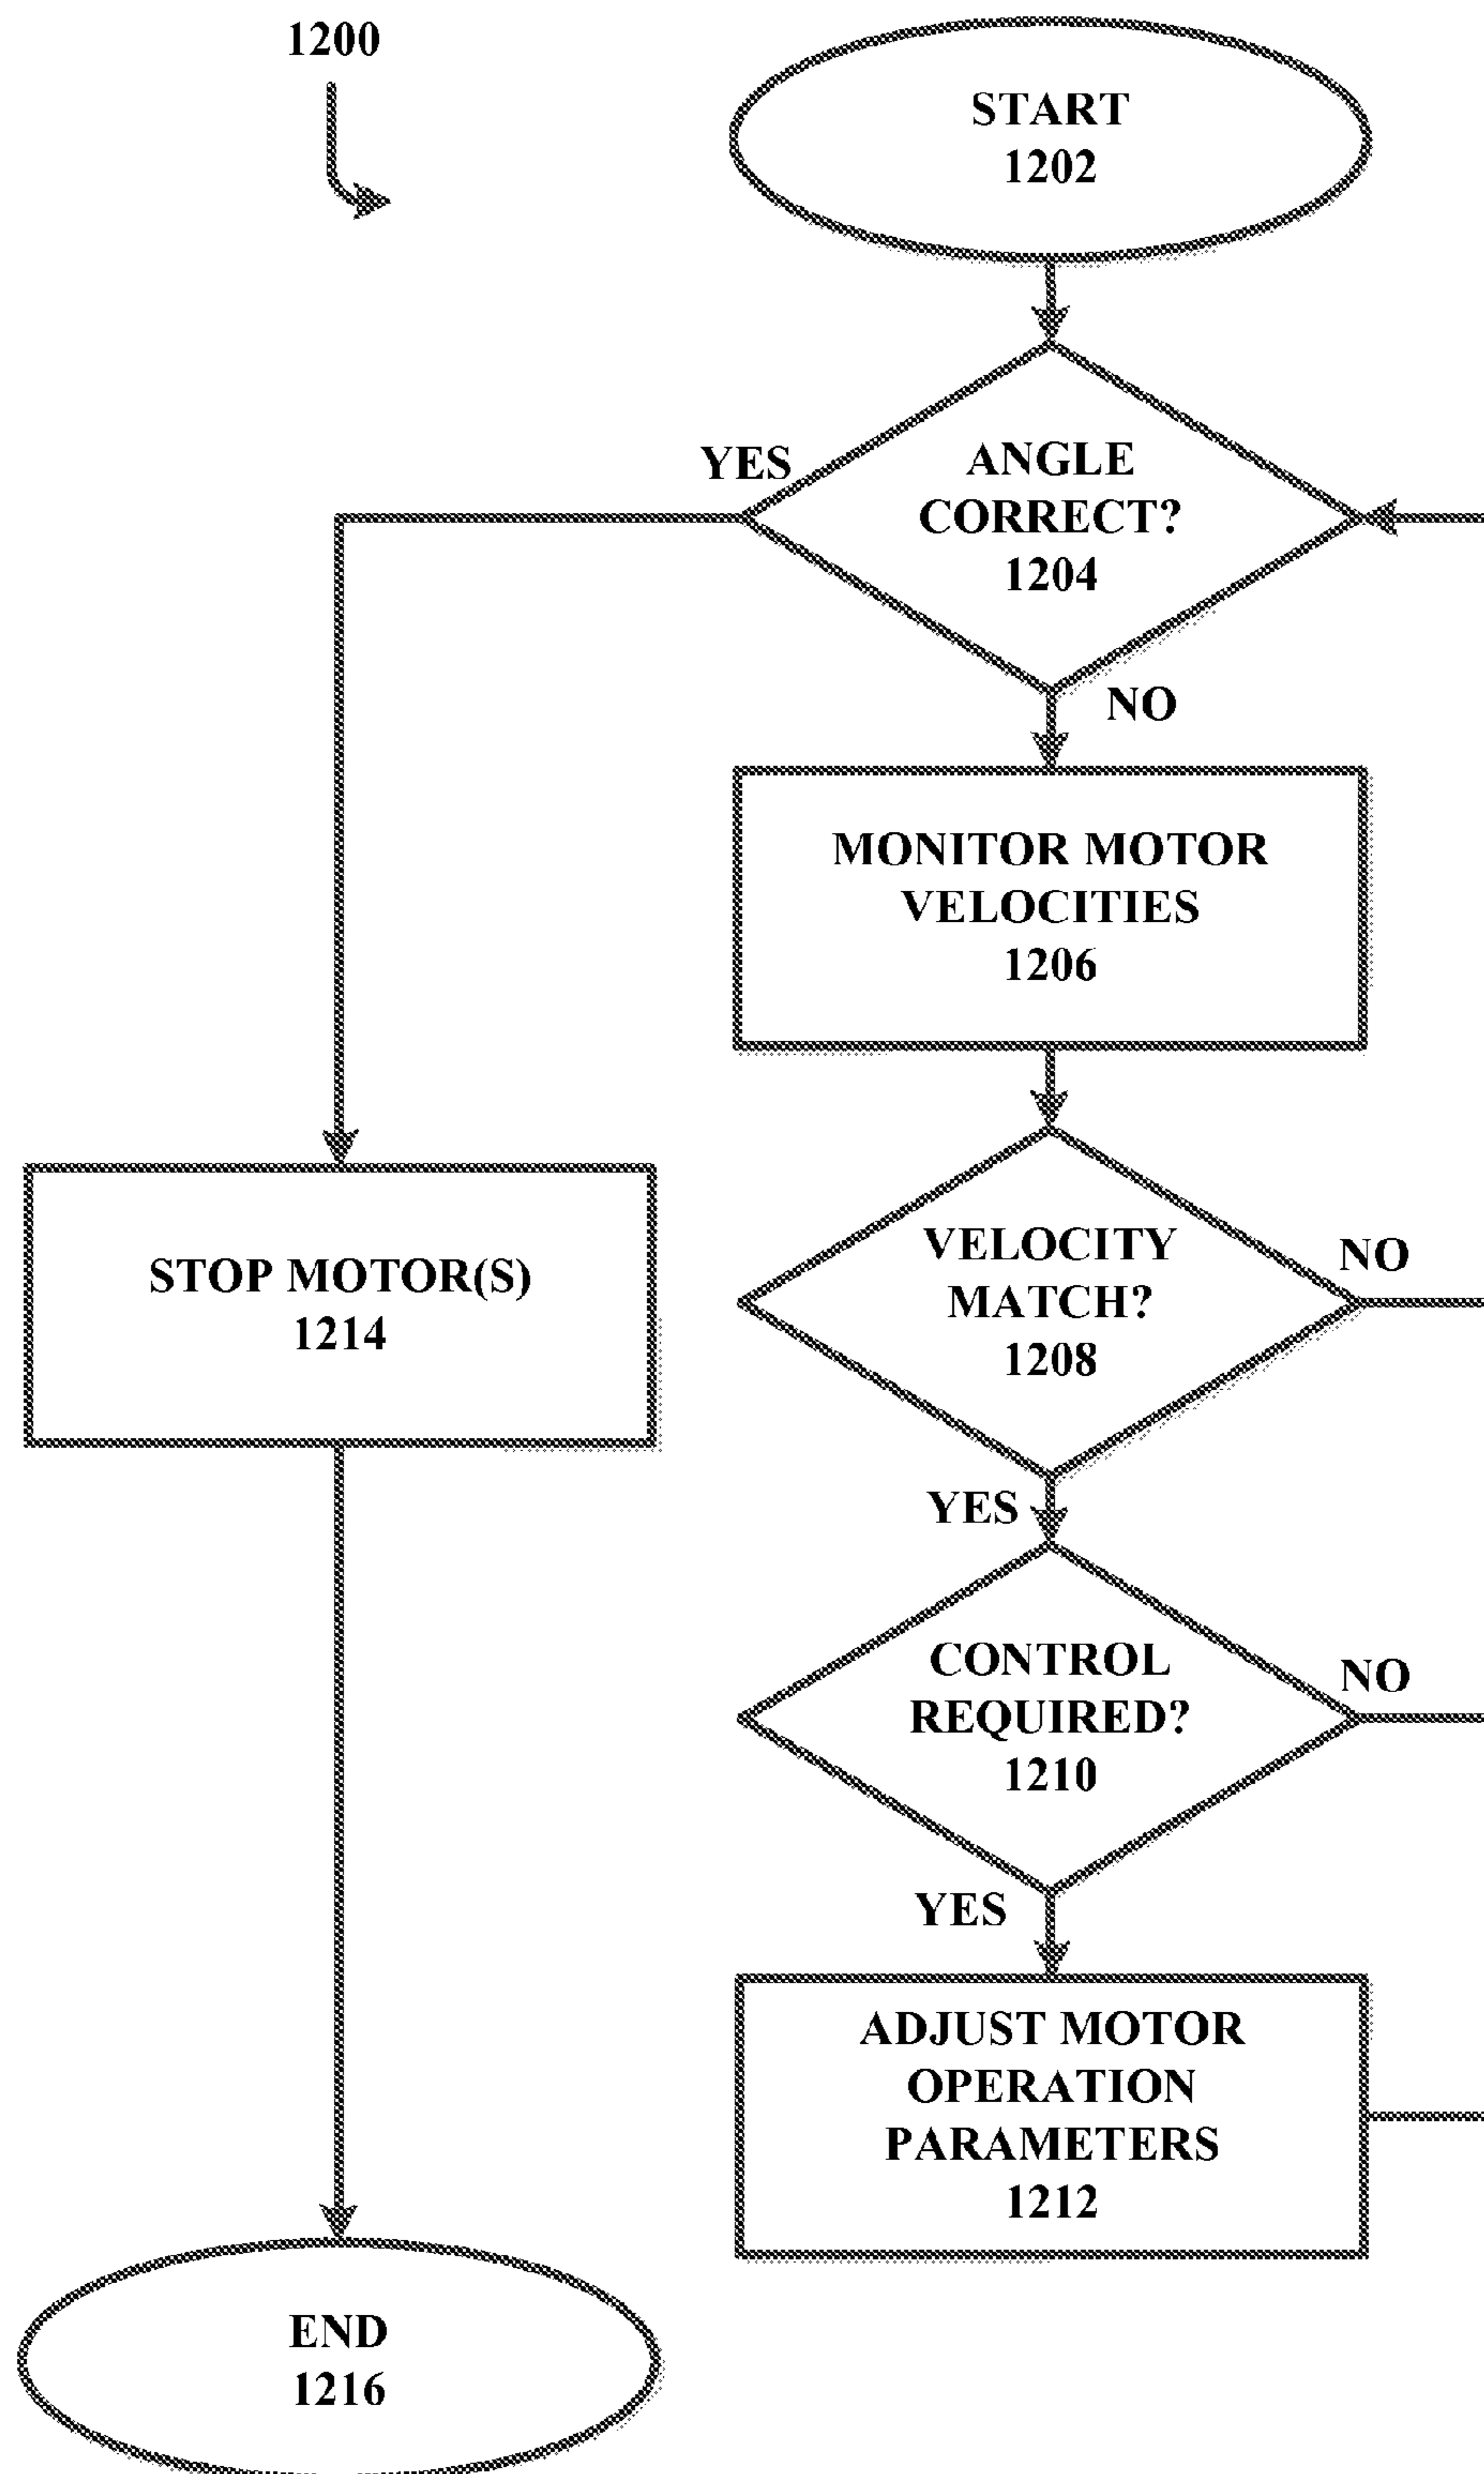 1200
START
1202
YES
ANGLE
CORRECT?
1204
NO
MONITOR MOTOR
VELOCITIES
1206
VELOCITY
MATCH?
1208
NO
STOP MOTOR(S)
1214
YES
CONTROL
REQUIRED?
1210
NO
YES
ADJUST MOTOR
OPERATION
PARAMETERS
1212
END
1216